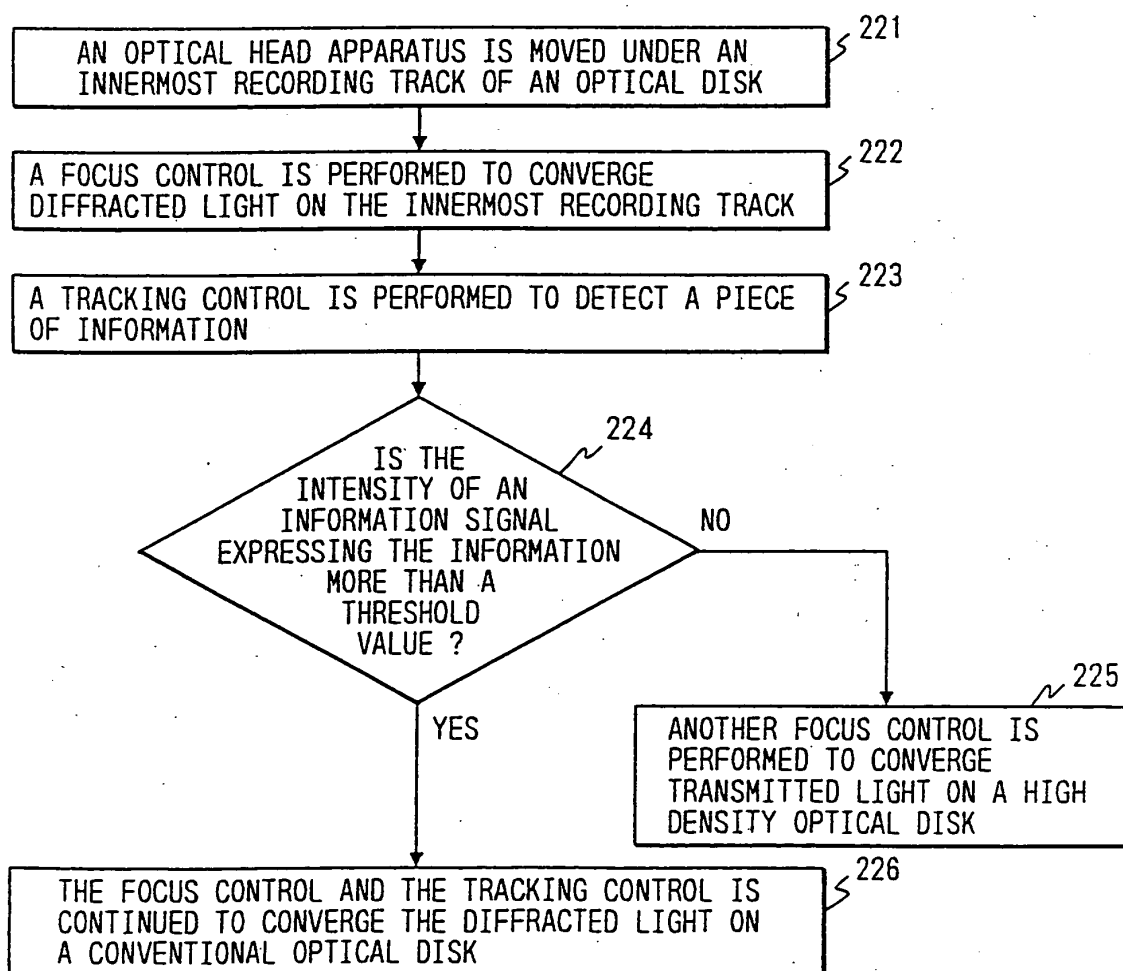 AN OPTICAL HEAD APPARATUS IS MOVED UNDER AN
INNERMOST RECORDING TRACK OF AN OPTICAL DISK
221
A FOCUS CONTROL IS PERFORMED TO CONVERGE
DIFFRACTED LIGHT ON THE INNERMOST RECORDING TRACK
222
A TRACKING CONTROL IS PERFORMED TO DETECT A PIECE
OF INFORMATION
223
IS THE
INTENSITY OF AN
INFORMATION SIGNAL
EXPRESSING THE INFORMATION
MORE THAN A
THRESHOLD
VALUE ?
224
NO
YES
225
ANOTHER FOCUS CONTROL IS
PERFORMED TO CONVERGE
TRANSMITTED LIGHT ON A HIGH
DENSITY OPTICAL DISK
226
THE FOCUS CONTROL AND THE TRACKING CONTROL IS
CONTINUED TO CONVERGE THE DIFFRACTED LIGHT ON
A CONVENTIONAL OPTICAL DISK